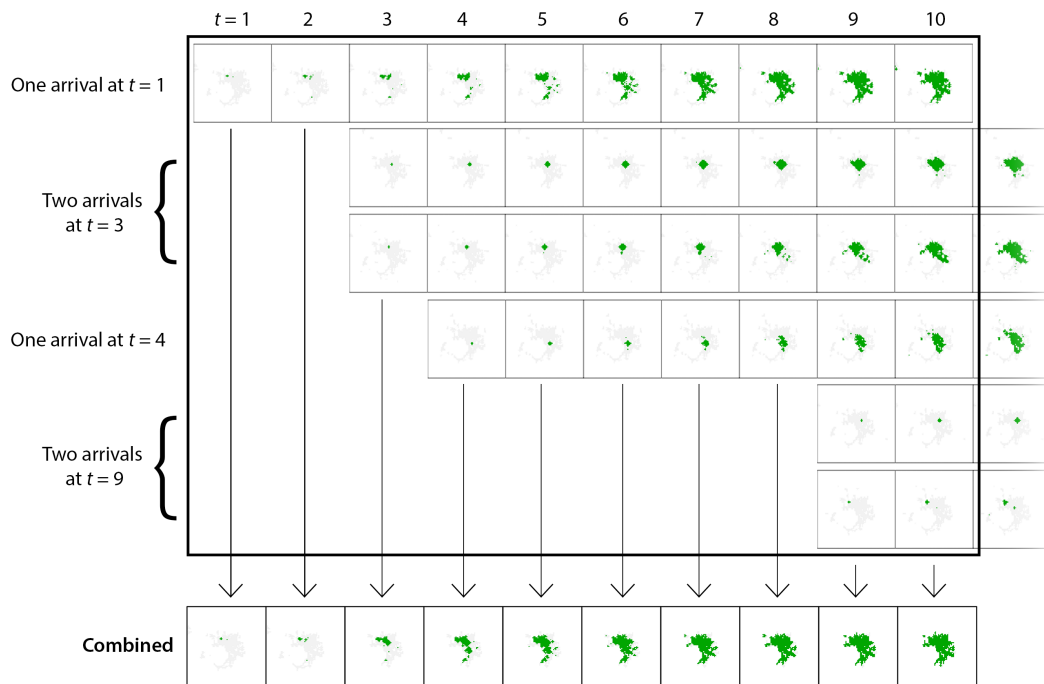 t = 1 2 3 4 5 6 7 8 9 10
One arrival at t = 1
Two arrivals
at t = 3
One arrival at t = 4
Two arrivals
at t = 9
Combined